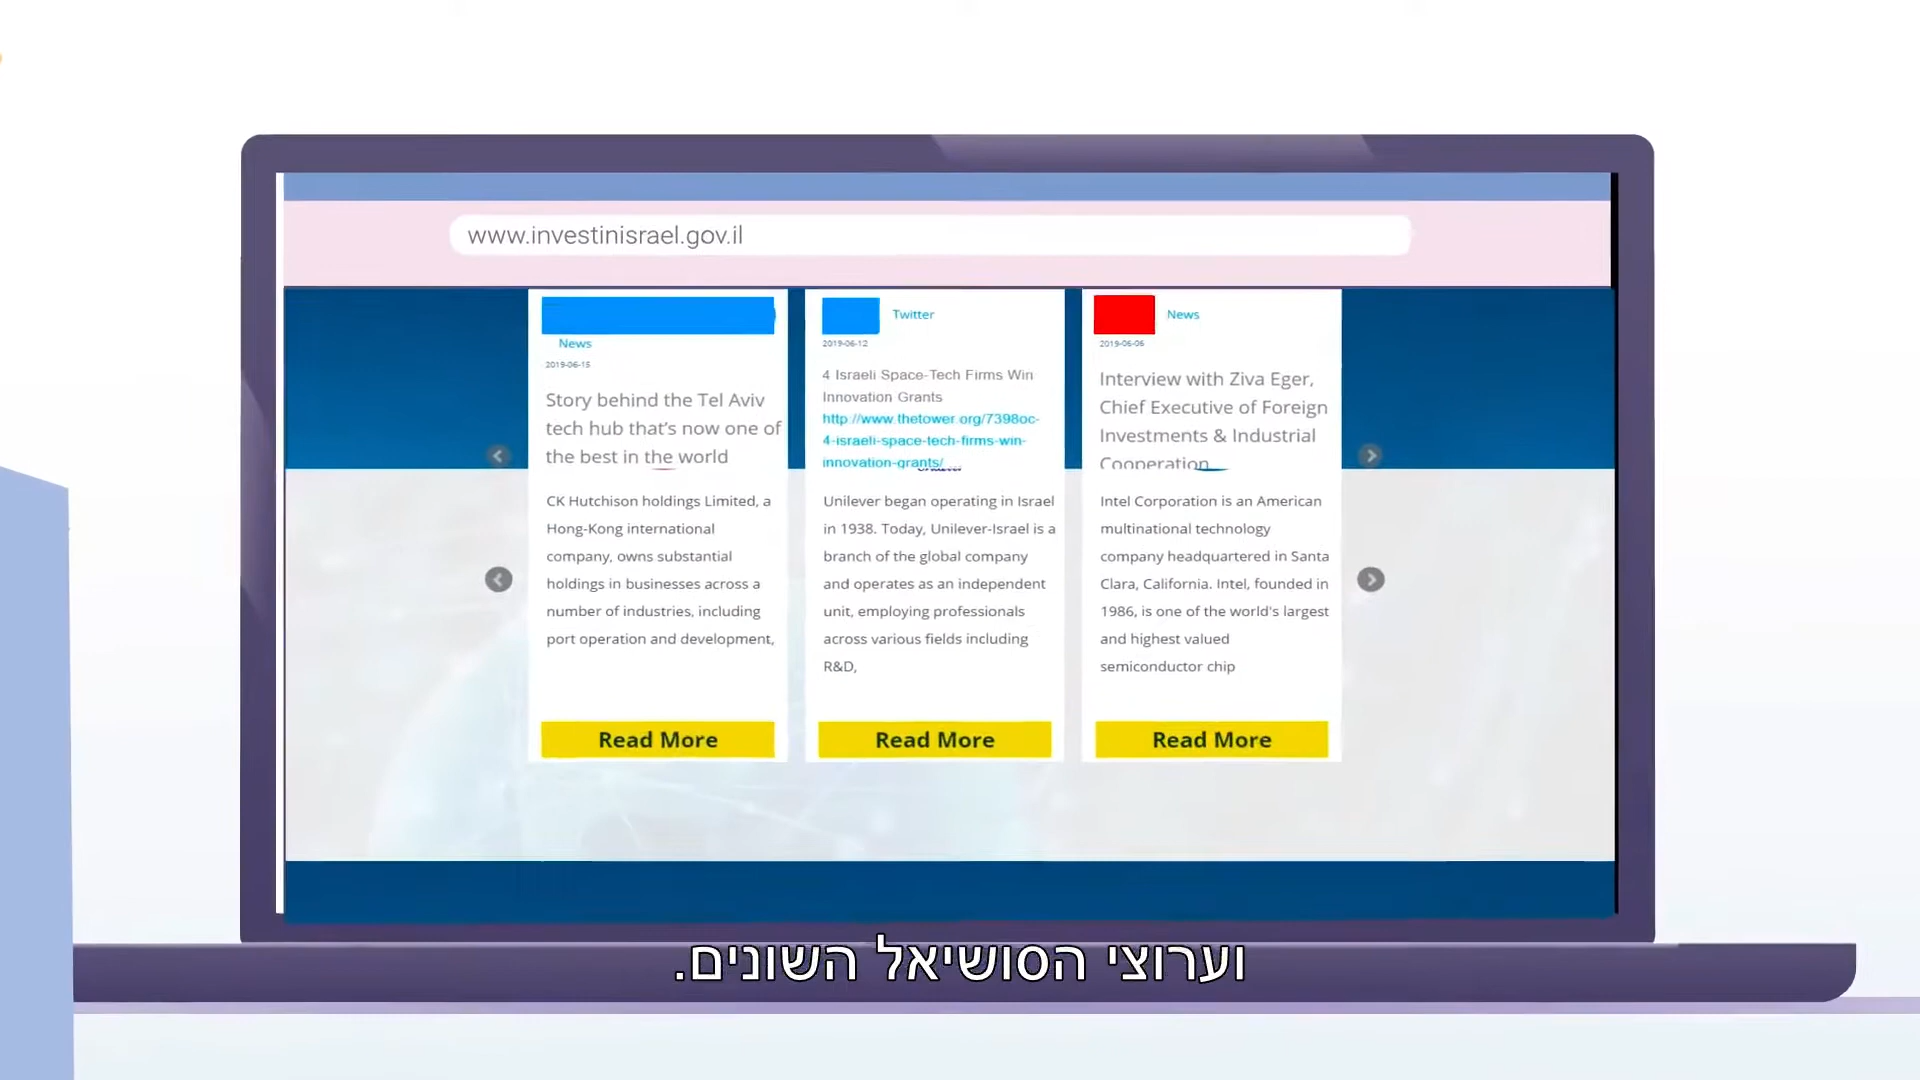 www.investinisrael.gov.il
News
2019-06-15
Story behind the Tel Aviv
tech hub that's now one of
the best in the world
CK Hutchison holdings Limited, a
Hong-Kong international
company, owns substantial
holdings in businesses across a
number of industries, including
port operation and development,
Read More
Twitter
2019-06-12
4 Israeli Space-Tech Firms Win
Innovation Grants
http://www.thetower.org/7398oc-
4-israeli-space-tech-firms-win-
innovation-grants/
Unilever began operating in Israel
in 1938. Today, Unilever-Israel is a
branch of the global company
and operates as an independent
unit, employing professionals
across various fields including
R&D,
Read More
News
2019-06-06
Interview with Ziva Eger,
Chief Executive of Foreign
Investments & Industrial
Cooperation
Intel Corporation is an American
multinational technology
company headquartered in Santa
Clara, California. Intel, founded in
1986, is one of the world's largest
and highest valued
semiconductor chip
Read More
וערוצי הסושיאל השונים.